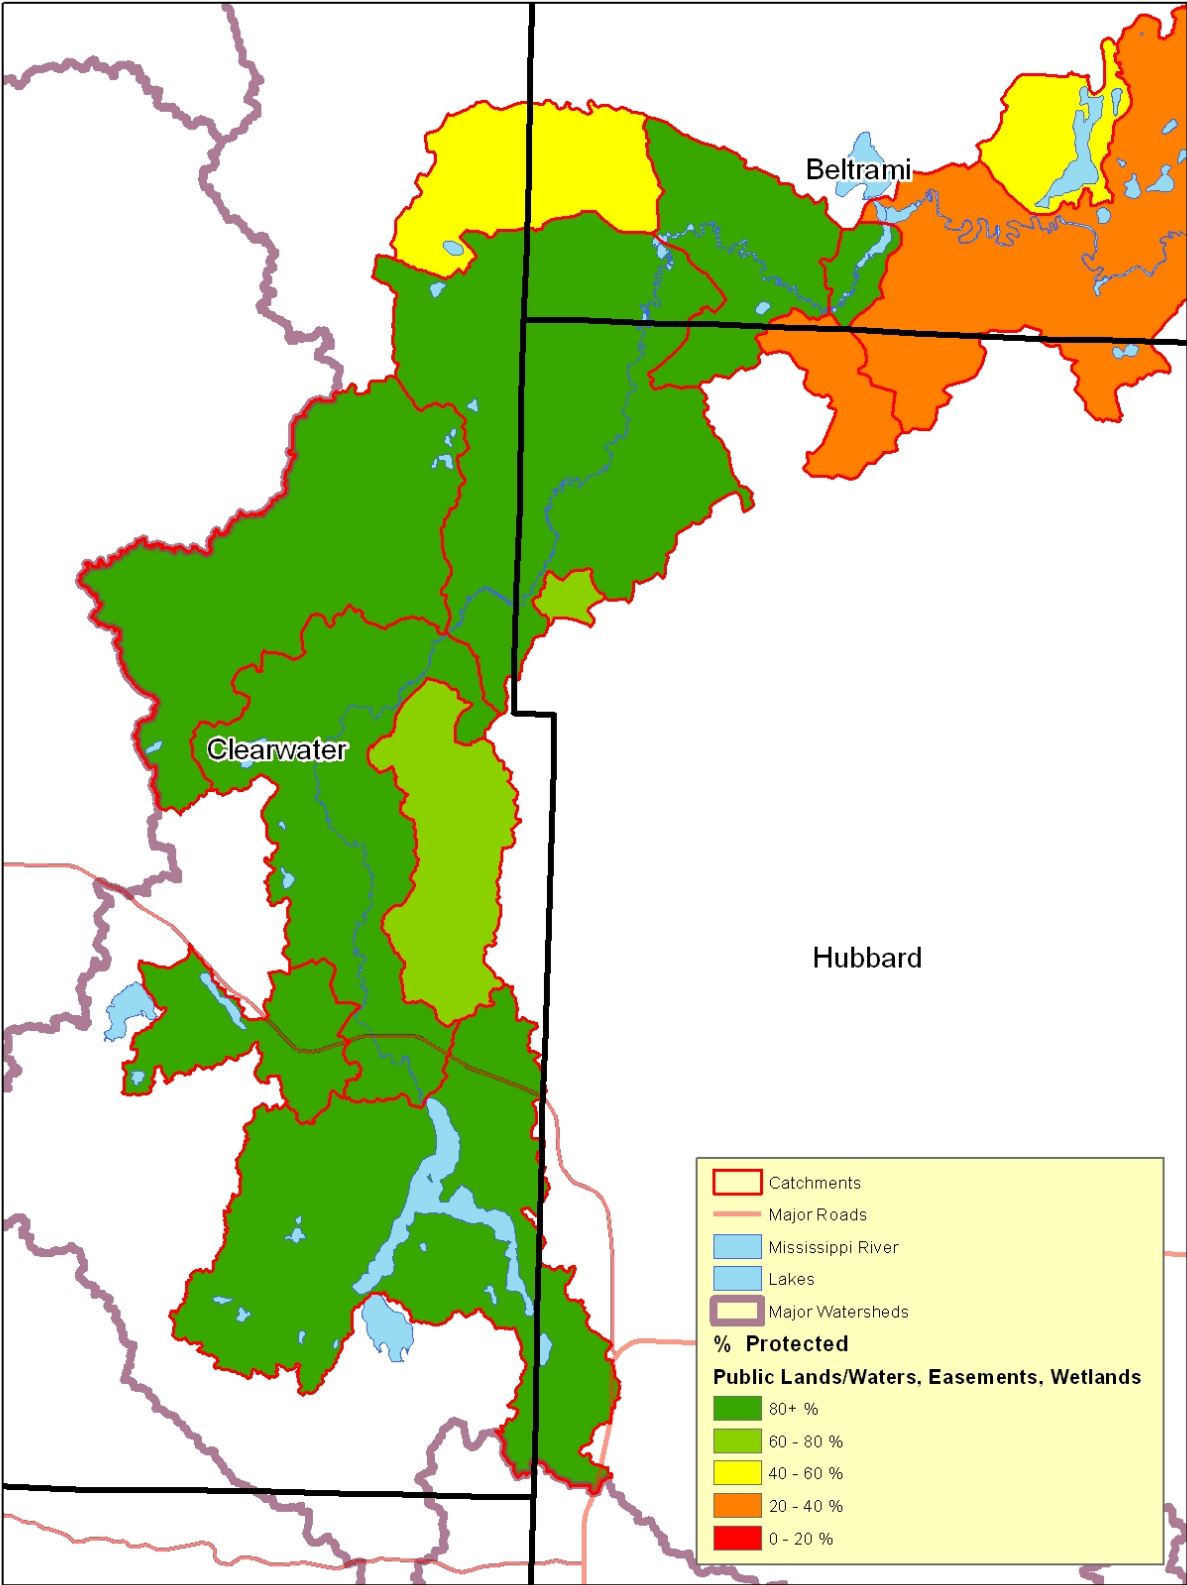 Beltrami
Clearwater
Hubbard
Catchments
Major Roads
Mississippi River
Lakes
Major Watersheds
% Protected
Public Lands/Waters, Easements, Wetlands
80+ %
60 - 80 %
40 - 60 %
20 - 40 %
0 - 20 %